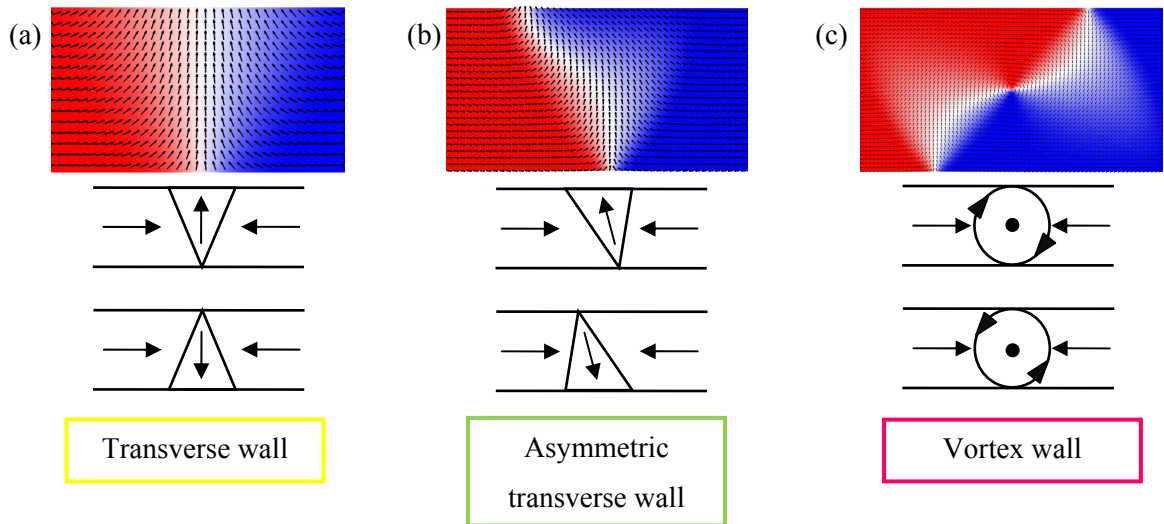 (a)
(b)
(c)
Transverse wall
Asymmetric
transverse wall
Vortex wall